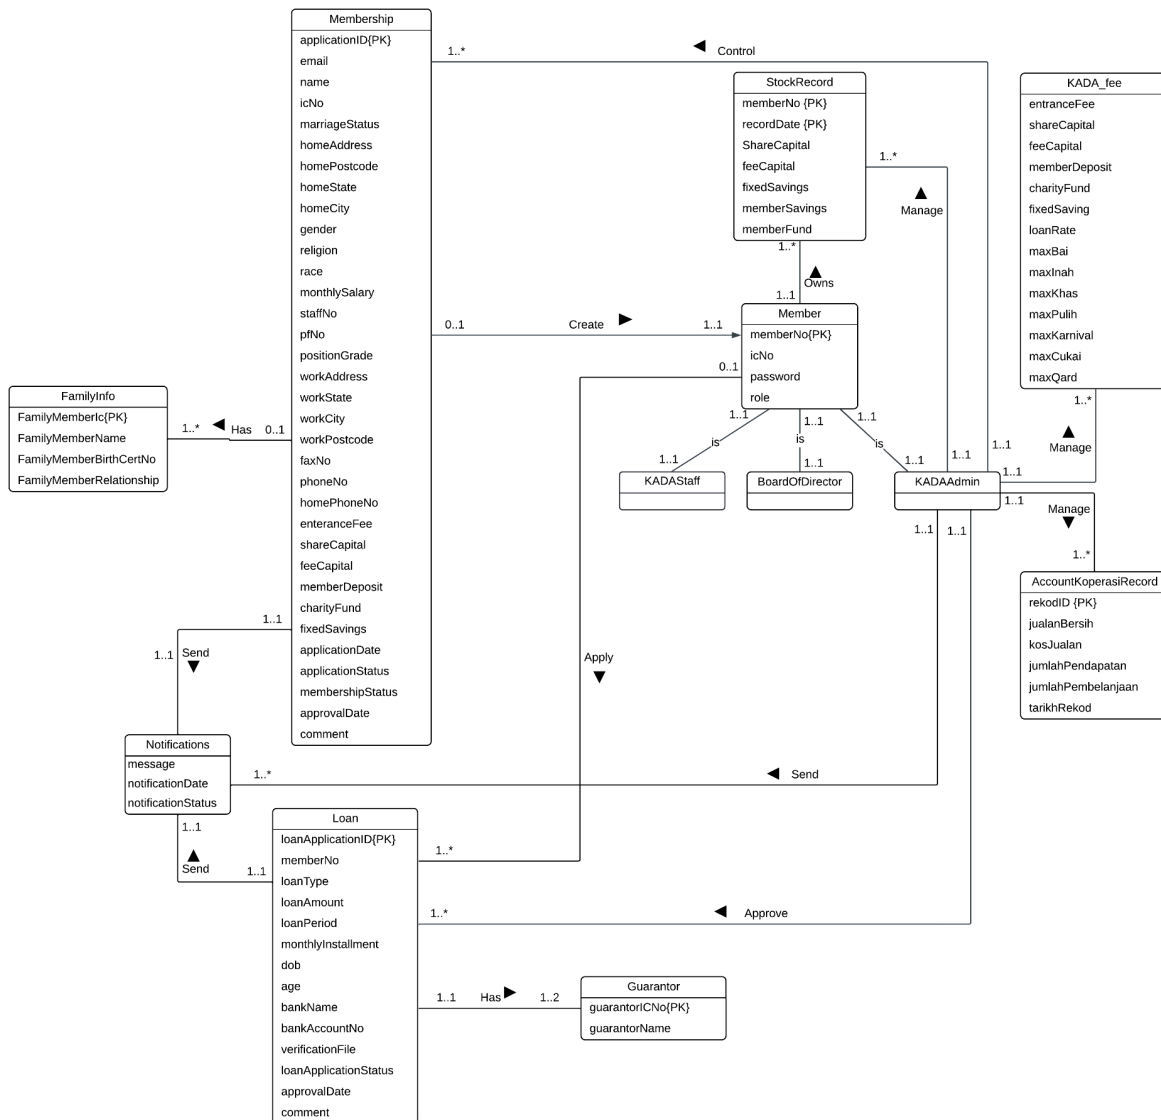 Membership
applicationID{PK}
email
name
icNo
marriageStatus
homeAddress
homePostcode
homeState
homeCity
gender
religion
race
monthlySalary
staffNo
pfNo
positionGrade
workAddress
workState
workCity
workPostcode
faxNo
phoneNo
homePhoneNo
enteranceFee
shareCapital
feeCapital
memberDeposit
charityFund
fixedSavings
applicationDate
applicationStatus
membershipStatus
approvalDate
comment
1..*
Control
StockRecord
memberNo {PK}
recordDate {PK}
ShareCapital
feeCapital
fixedSavings
memberSavings
memberFund
1..*
Manage
KADA_fee
entranceFee
shareCapital
feeCapital
memberDeposit
charityFund
fixedSaving
loanRate
maxBai
maxInah
maxKhas
maxPulih
maxKarnival
maxCukai
maxQard
1..*
Manage
1..*
Owns
1..1
Member
memberNo{PK}
icNo
password
role
0..1
Create
1..1
0..1
FamilyInfo
FamilyMemberIc{PK}
FamilyMemberName
FamilyMemberBirthCertNo
FamilyMemberRelationship
1..*
Has
0..1
1..1
is
1..1
1..1
is
1..1
1..1
is
1..1
1..1
1..1
1..1
KADAStaff
BoardOfDirector
KADAAdmin
1..1
Manage
1..*
1..1
1..1
AccountKoperasiRecord
rekodID {PK}
jualanBersih
kosJualan
jumlahPendapatan
jumlahPembelanjaan
tarikhRekod
1..1
1..1
Send
Apply
Notifications
message
notificationDate
notificationStatus
1..*
Send
1..1
Send
1..1
Loan
loanApplicationID{PK}
memberNo
loanType
loanAmount
loanPeriod
monthlyInstallment
dob
age
bankName
bankAccountNo
verificationFile
loanApplicationStatus
approvalDate
comment
1..*
1..*
Approve
1..1
Has
1..2
Guarantor
guarantorICNo{PK}
guarantorName